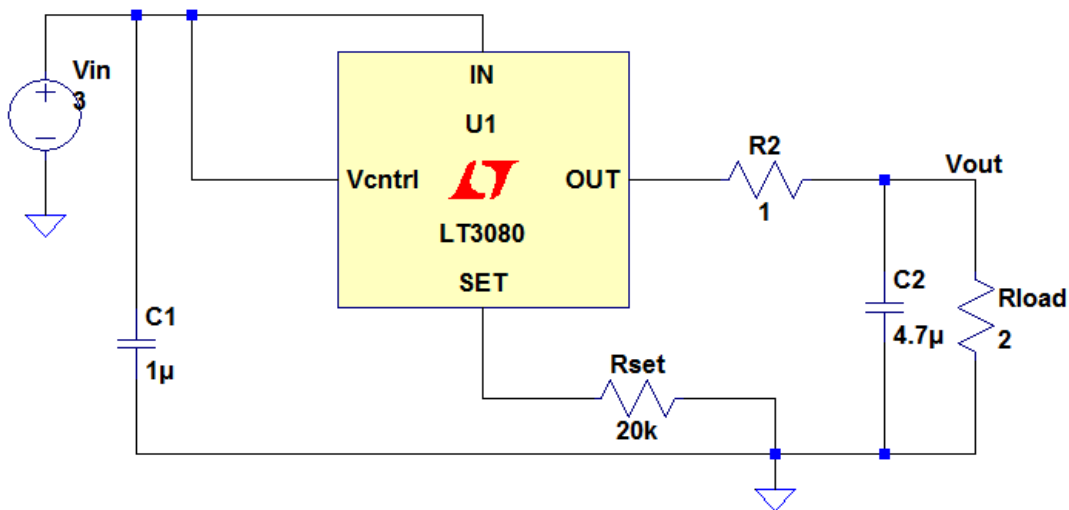 Vin
3
C1
1µ
IN
U1
Vcntrl
OUT
LT3080
SET
R2
1
Vout
C2
4.7µ
Rload
2
Rset
20k